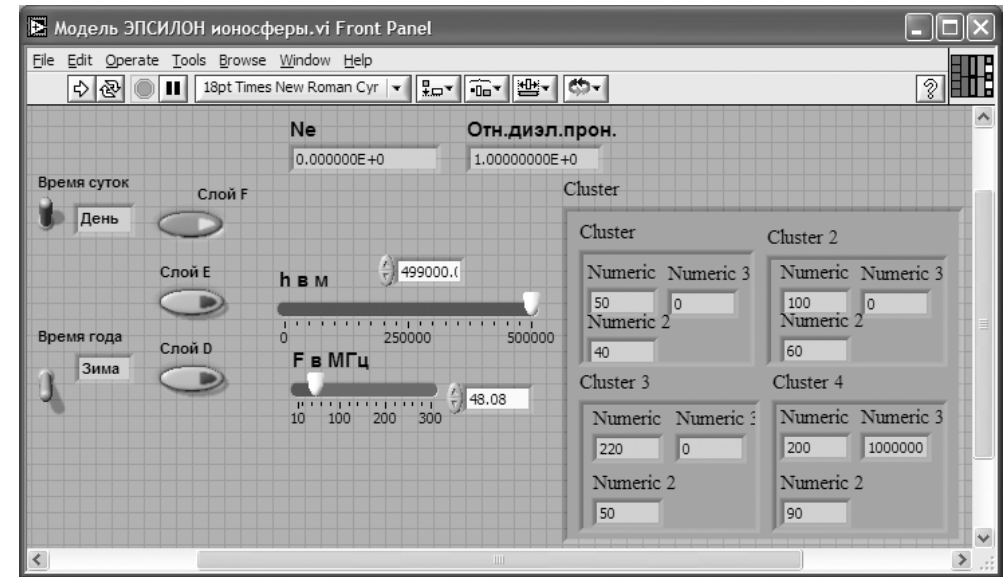 Модель ЭПСИЛОН ионосферы.vi Front Panel
File Edit Operate Tools Browse Window Help
18pt Times New Roman Cyr
Ne
Отн.диэл.прон.
0.000000E+0
1.00000000E+0
Время суток
День
Слой F
Слой E
Слой D
Время года
Зима
h в м
499000.(
0 250000 500000
F в МГц
48.08
10 100 200 300
Cluster
Cluster
Numeric Numeric 3
50 0
Numeric 2
40
Cluster 2
Numeric Numeric 3
100 0
Numeric 2
60
Cluster 3
Numeric Numeric 3
220 0
Numeric 2
50
Cluster 4
Numeric Numeric 3
200 1000000
Numeric 2
90